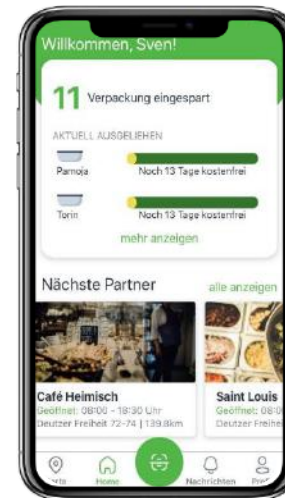 Willkommen, Sven!
11 Verpackung eingespart
AKTUELL AUSGELIEHEN
Pamoja
Noch 13 Tage kostenfrei
Torin
Noch 13 Tage kostenfrei
mehr anzeigen
Nächste Partner
alle anzeigen
Café Heimisch
Geöffnet: 08:00 - 18:30 Uhr
Deutzer Freiheit 72-74 | 139.8km
Saint Louis
Geöffnet: 08:0
Deutzer Freihe
Home
Nachrichten